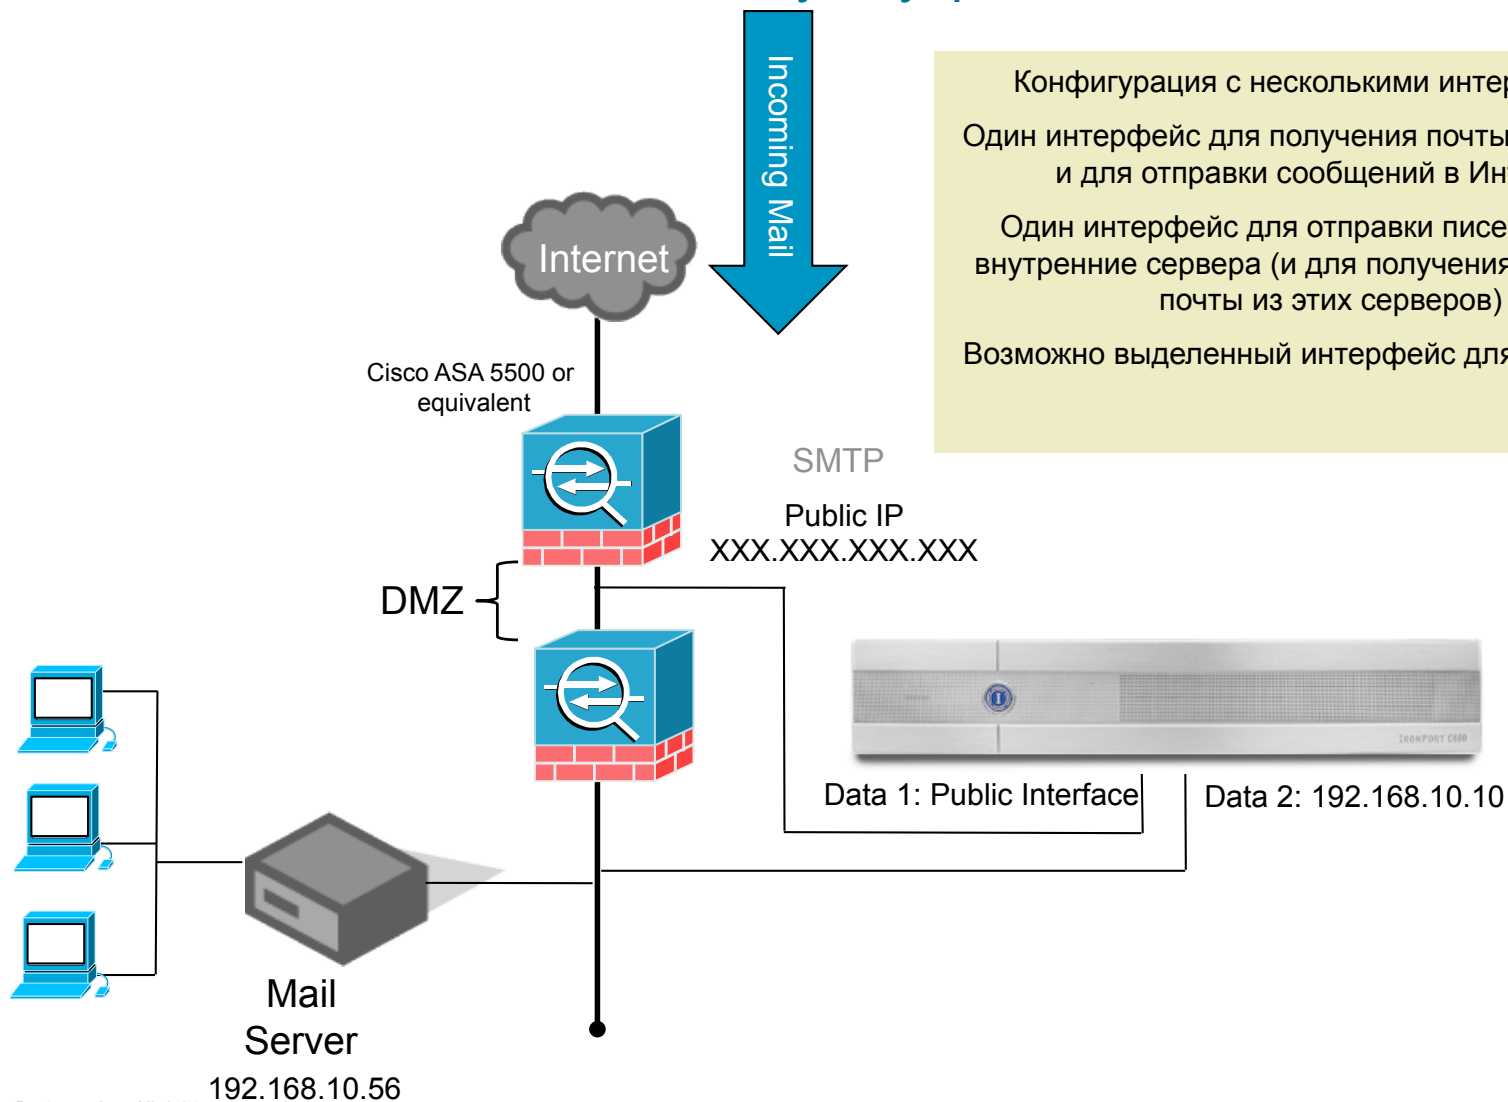 Incoming Mail
Конфигурация с несколькими
Один интерфейс для получения почты
и для отправки сообщений в
Один интерфейс для отправки
внутренние сервера (и для получения
почты из этих серверов)
Возможно выделенный интерфейс для
Internet
Cisco ASA 5500 or
equivalent
SMTP
Public IP
XXX.XXX.XXX.XXX
DMZ
IRONPORT C600
Data 1: Public Interface
Data 2: 192.168.10.10
Mail
Server
192.168.10.56